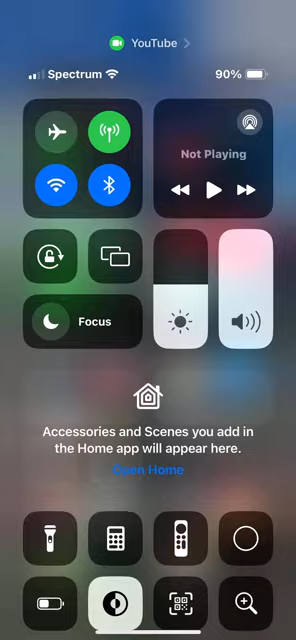 YouTube
Spectrum 90%
Not Playing
Focus
Accessories and Scenes you add in
the Home app will appear here.
Open Home